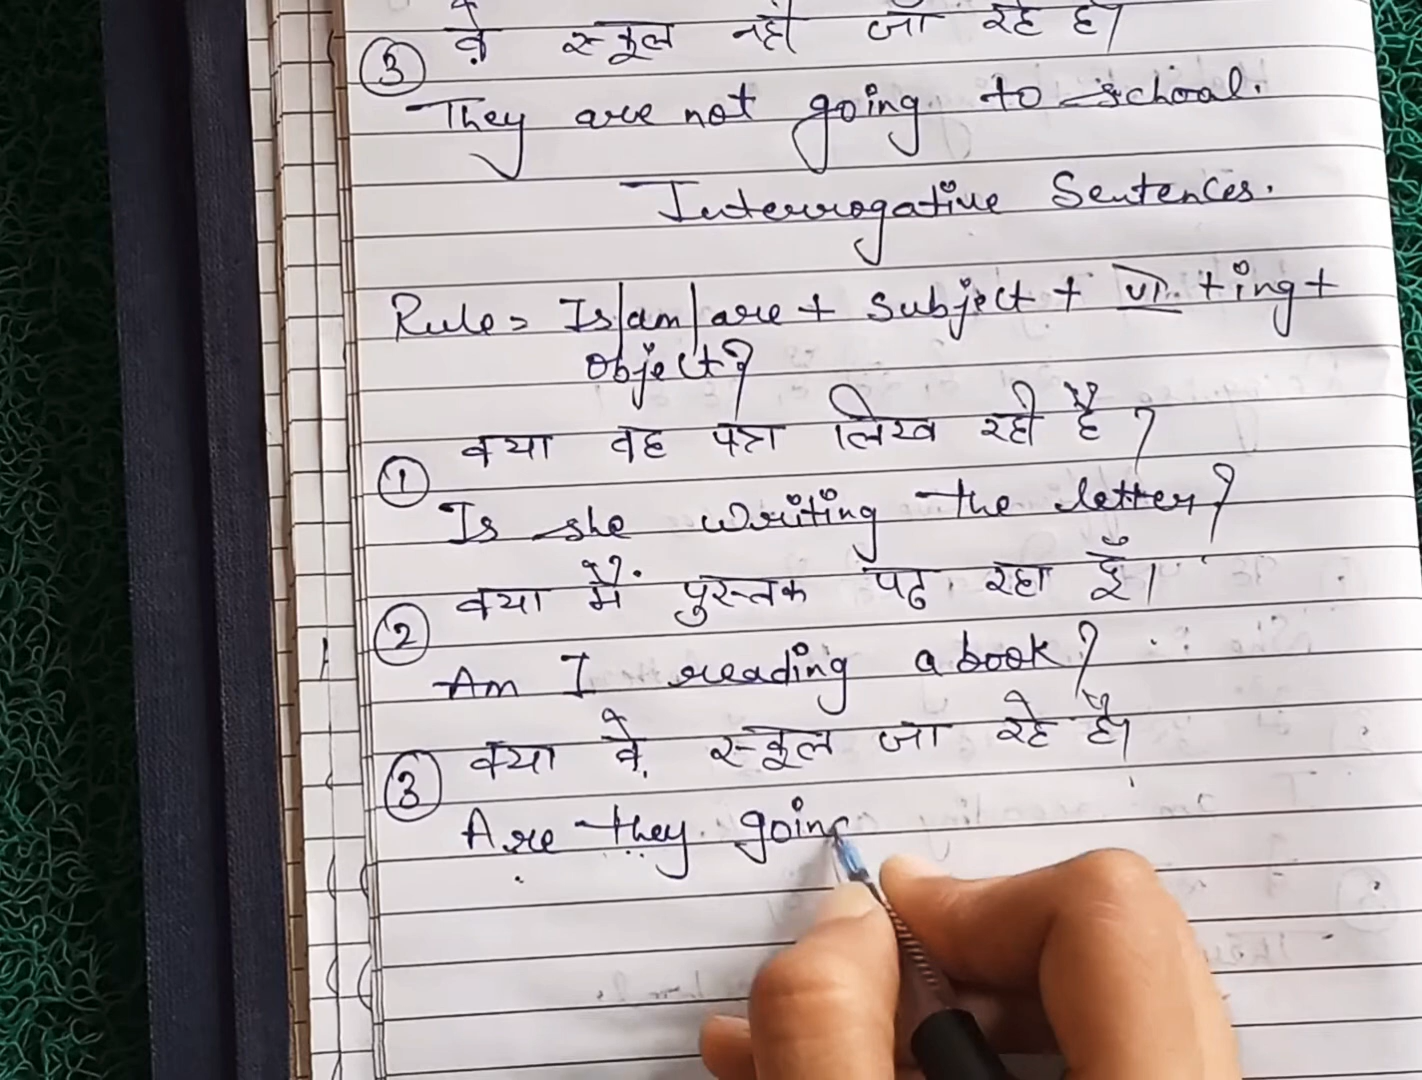 ③ वे स्कूल नही जा रहे है।
They are not going to school.
Interrogative Sentences.
Rule = Is/am/are + Subject + VI + ing +
object?
क्या वह पत्र लिख रही है ?
①
Is she writing the letter?
क्या मैं पुस्तक पढ़ रहा हूँ।
②
Am I reading a book?
क्या वे स्कूल जा रहे हैं।
③
Are they going